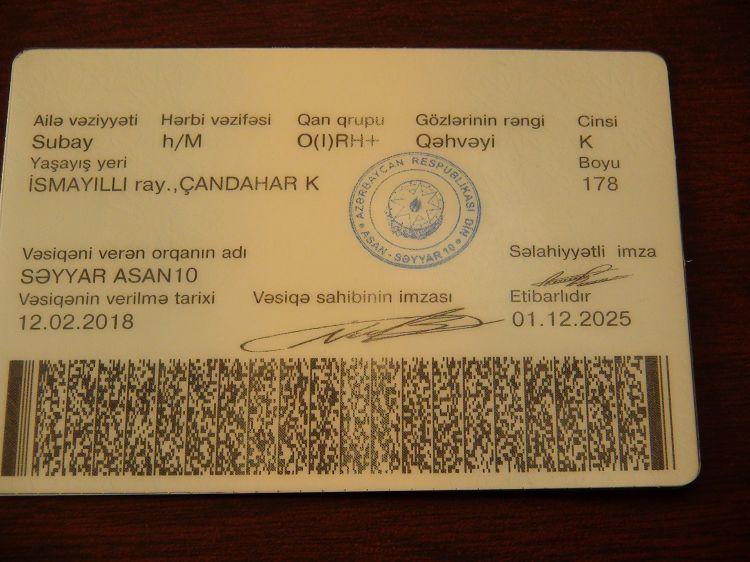 Ailə vəziyyəti Hərbi vəzifəsi Qan qrupu Gözlərinin rəngi Cinsi
Subay h/M O(I)RH+ Qəhvəyi K
Yaşayış yeri Boyu
İSMAYILLI ray.,ÇANDAHAR K 178
AZƏRBAYCAN RESPUBLİKASI DİN
ASAN - SƏYYAR 10
Vəsiqəni verən orqanın adı Səlahiyyətli imza
SƏYYAR ASAN10
Vəsiqənin verilmə tarixi Vəsiqə sahibinin imzası Etibarlıdır
12.02.2018 01.12.2025